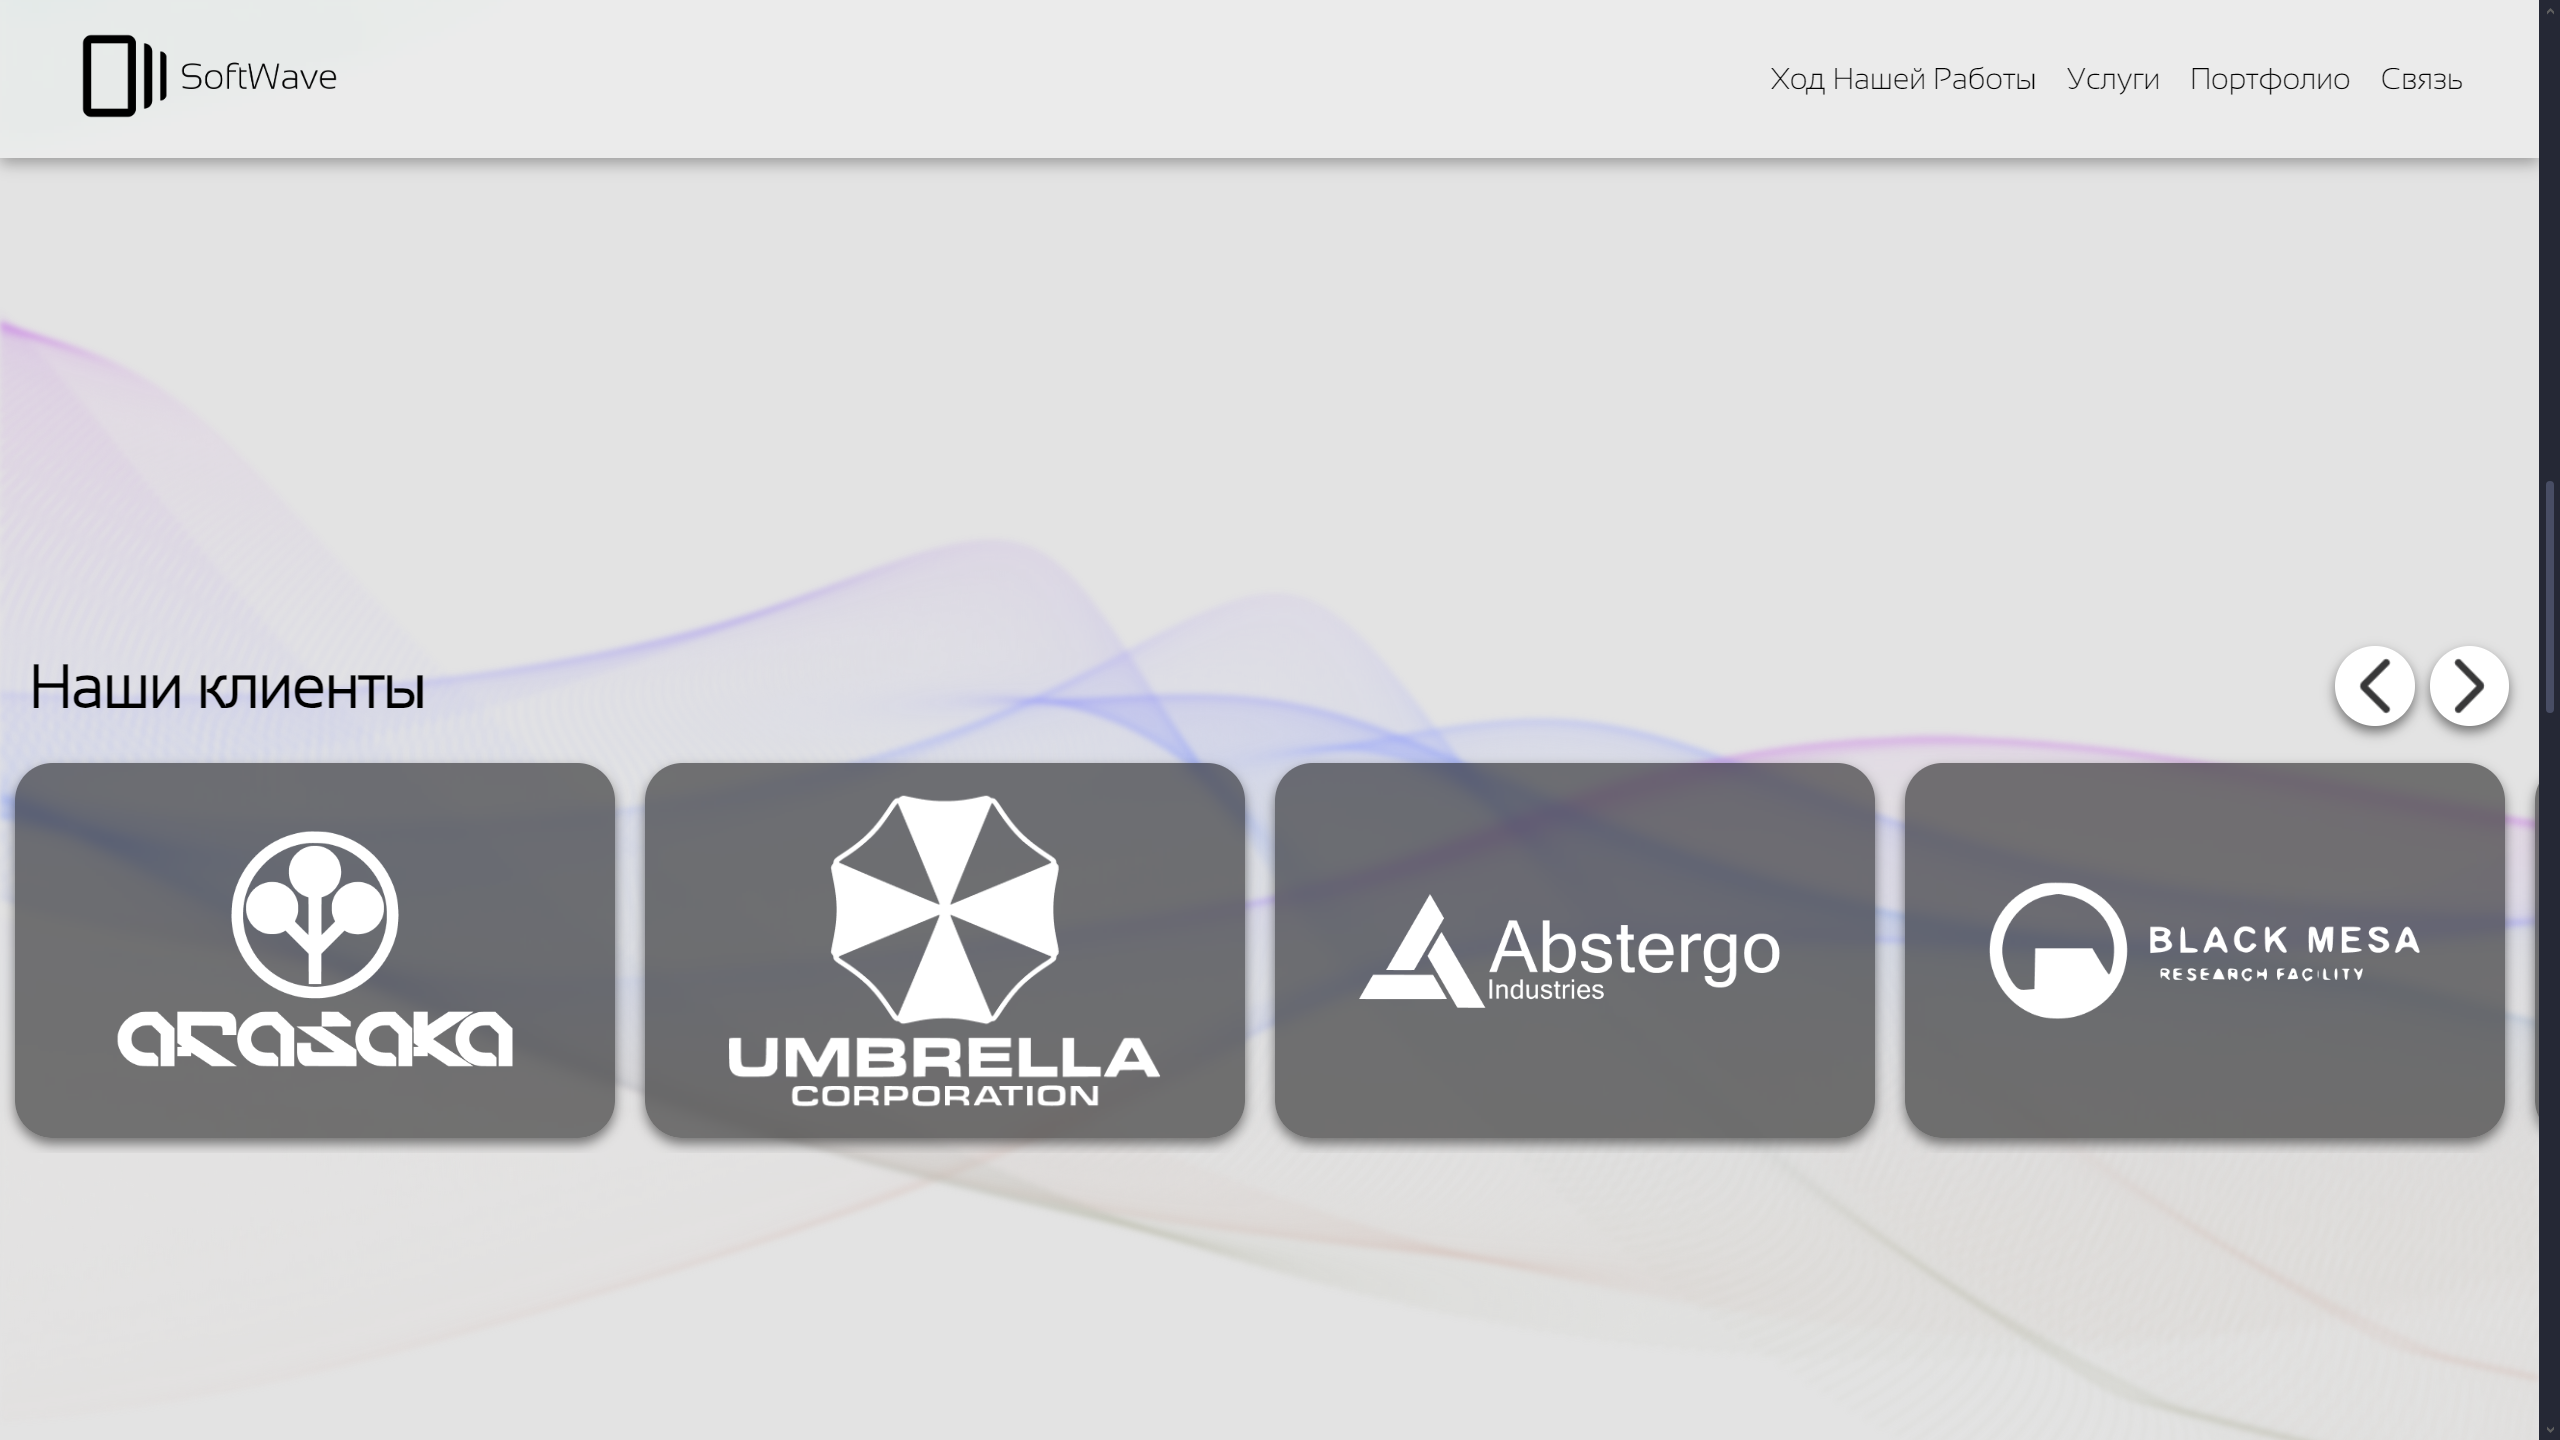 SoftWave
Ход Нашей Работы Услуги Портфолио Связь
Наши клиенты
arasaka
UMBRELLA
CORPORATION
Abstergo
Industries
BLACK MESA
RESEARCH FACILITY